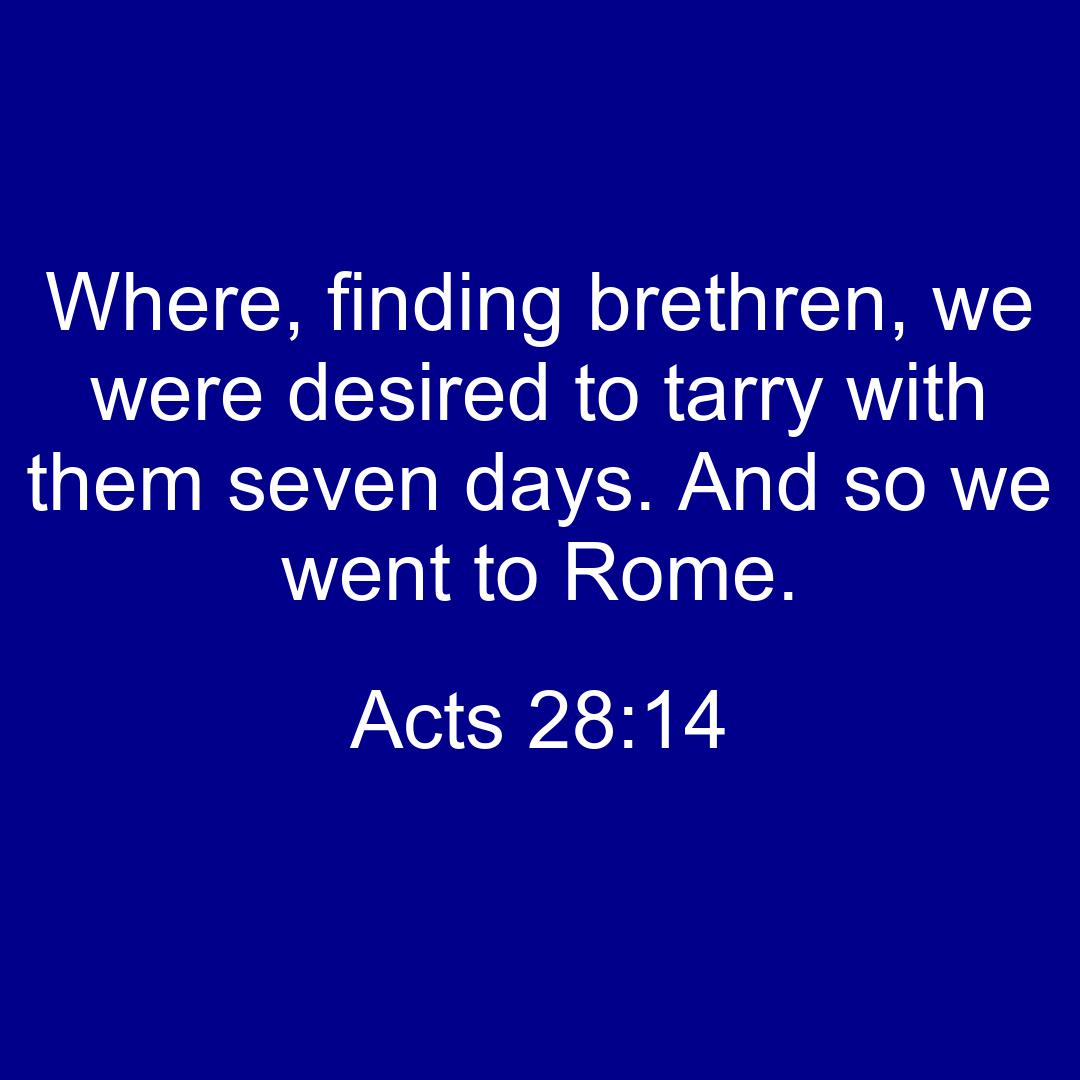 Where, finding brethren, we
were desired to tarry with
them seven days. And so we
went to Rome.
Acts 28:14